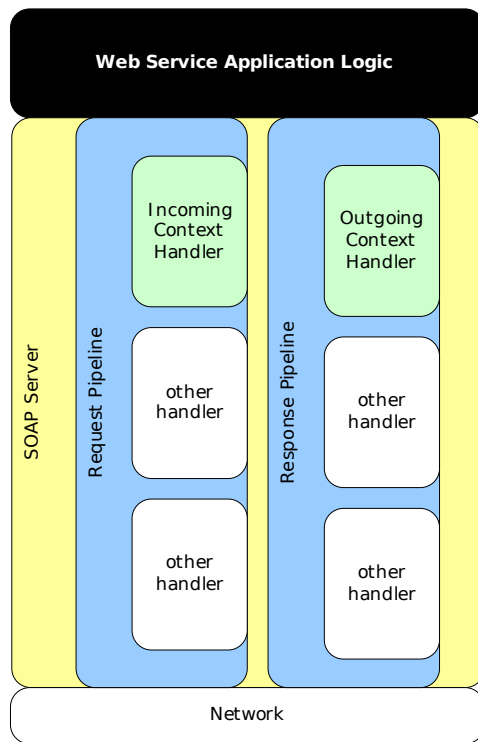 Web Service Application Logic
SOAP Server
Request Pipeline
Incoming
Context
Handler
other
handler
other
handler
Response Pipeline
Outgoing
Context
Handler
other
handler
other
handler
Network